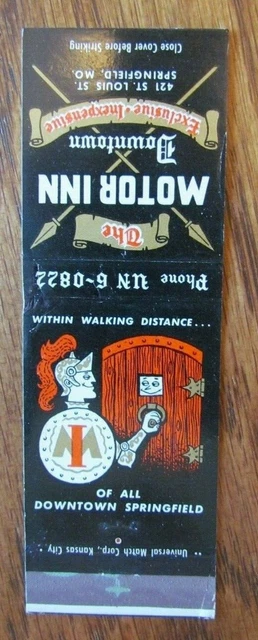 The
MOTOR INN
Downtown
Exclusive • Inexpensive
421 ST. LOUIS ST.
SPRINGFIELD, MO.
Close Cover Before Striking
Phone UN 6-0822
WITHIN WALKING DISTANCE...
MI
OF ALL
DOWNTOWN SPRINGFIELD
Universal Match Corp., Kansas City